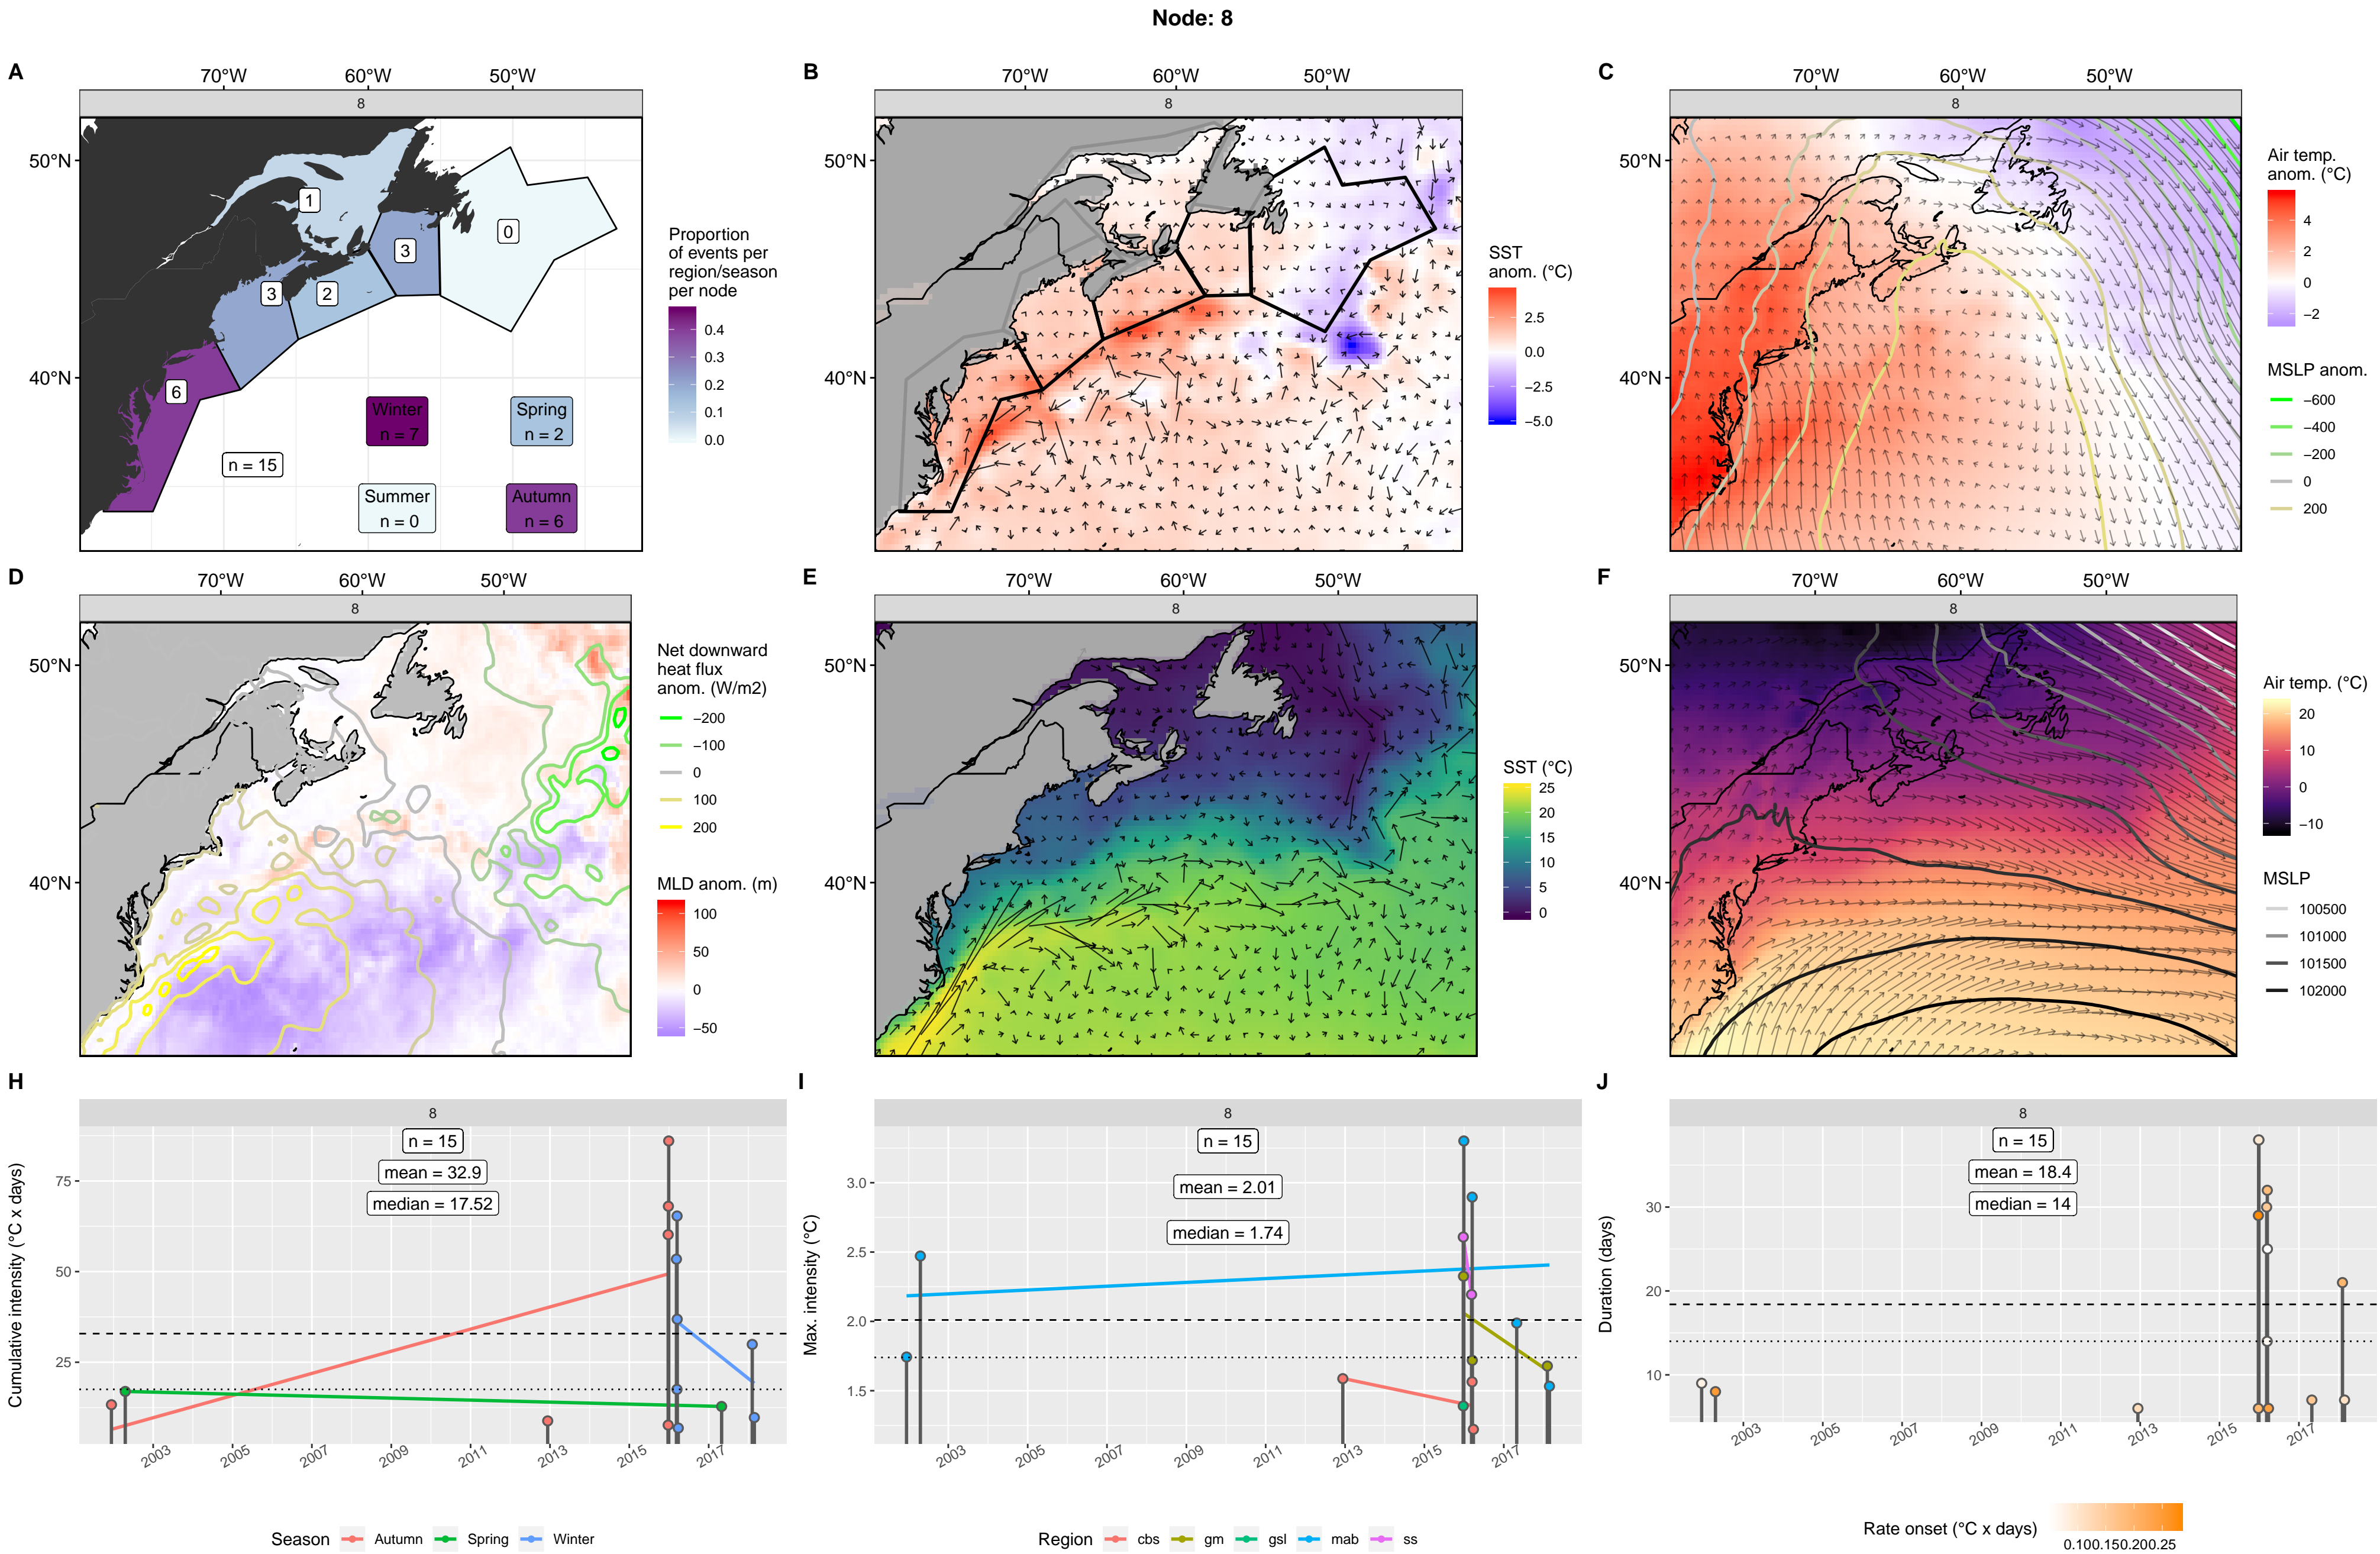 Node: 8
A
70°W 60°W 50°W
8
50°N
40°N
1
3
0
3
2
6
n = 15
Winter
n = 7
Spring
n = 2
Summer
n = 0
Autumn
n = 6
Proportion
of events per
region/season
per node
0.4
0.3
0.2
0.1
0.0
B
70°W 60°W 50°W
8
50°N
40°N
SST
anom. (°C)
2.5
0.0
−2.5
−5.0
C
70°W 60°W 50°W
8
50°N
40°N
Air temp.
anom. (°C)
4
2
0
−2
MSLP anom.
−600
−400
−200
0
200
D
70°W 60°W 50°W
8
50°N
40°N
Net downward
heat flux
anom. (W/m2)
−200
−100
0
100
200
MLD anom. (m)
100
50
0
−50
E
70°W 60°W 50°W
8
50°N
40°N
SST (°C)
25
20
15
10
5
0
F
70°W 60°W 50°W
8
50°N
40°N
Air temp. (°C)
20
10
0
−10
MSLP
100500
101000
101500
102000
H
8
n = 15
mean = 32.9
median = 17.52
Cumulative intensity (°C x days)
75
50
25
2003 2005 2007 2009 2011 2013 2015 2017
Season Autumn Spring Winter
I
8
n = 15
mean = 2.01
median = 1.74
Max. intensity (°C)
3.0
2.5
2.0
1.5
2003 2005 2007 2009 2011 2013 2015 2017
Region cbs gm gsl mab ss
J
8
n = 15
mean = 18.4
median = 14
Duration (days)
30
20
10
2003 2005 2007 2009 2011 2013 2015 2017
Rate onset (°C x days)
0.100.150.200.25